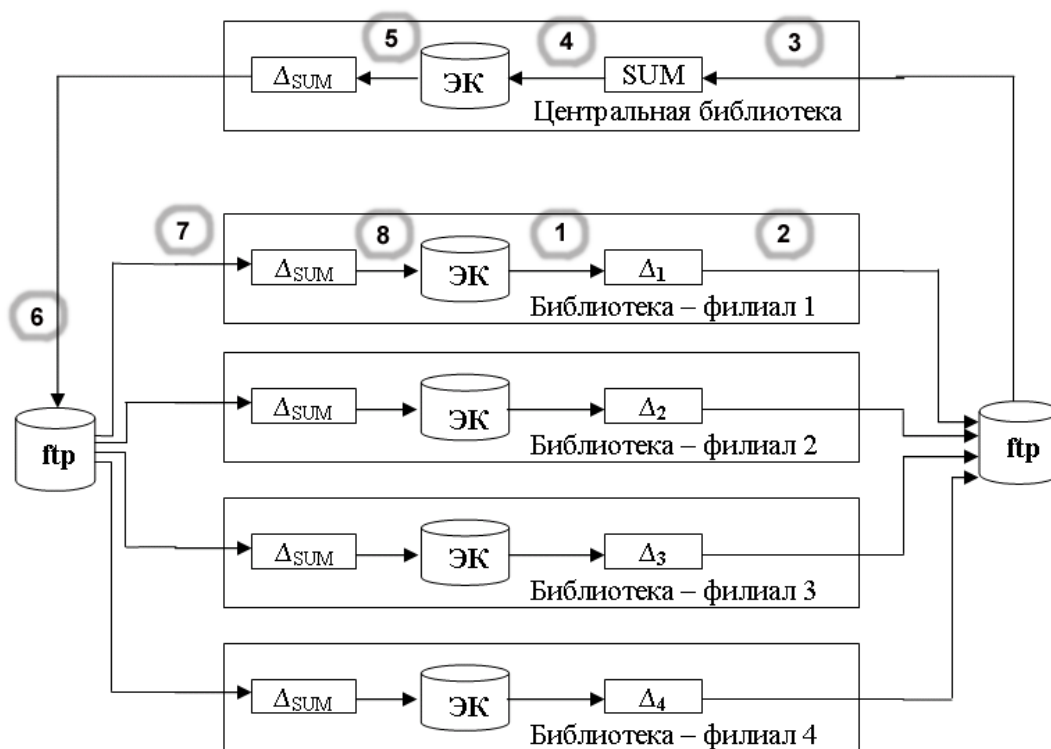 5 4 3
ΔSUM ЭК SUM
Центральная библиотека
7 8 1 2
ΔSUM ЭК Δ1
Библиотека – филиал 1
6
ΔSUM ЭК Δ2
ftp ftp
Библиотека – филиал 2
ΔSUM ЭК Δ3
Библиотека – филиал 3
ΔSUM ЭК Δ4
Библиотека – филиал 4